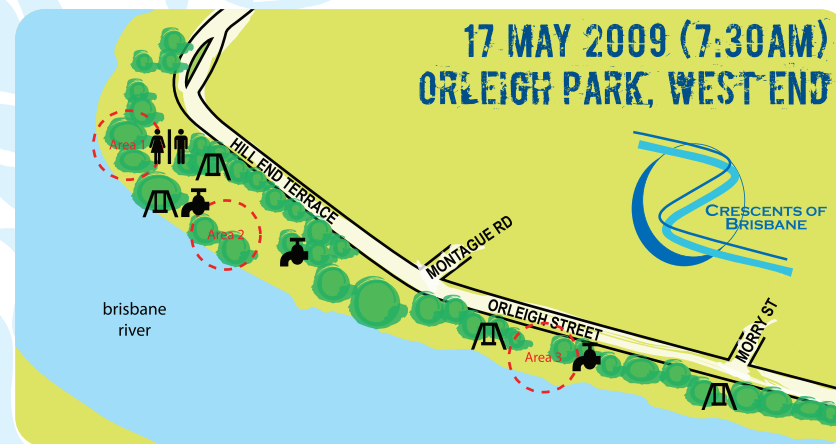 17 MAY 2009 (7:30AM)
ORLEIGH PARK, WEST END
Area 1
HILL END TERRACE
CRESCENTS OF
BRISBANE
Area 2
MONTAGUE RD
brisbane
river
ORLEIGH STREET
MORRY ST
Area 3